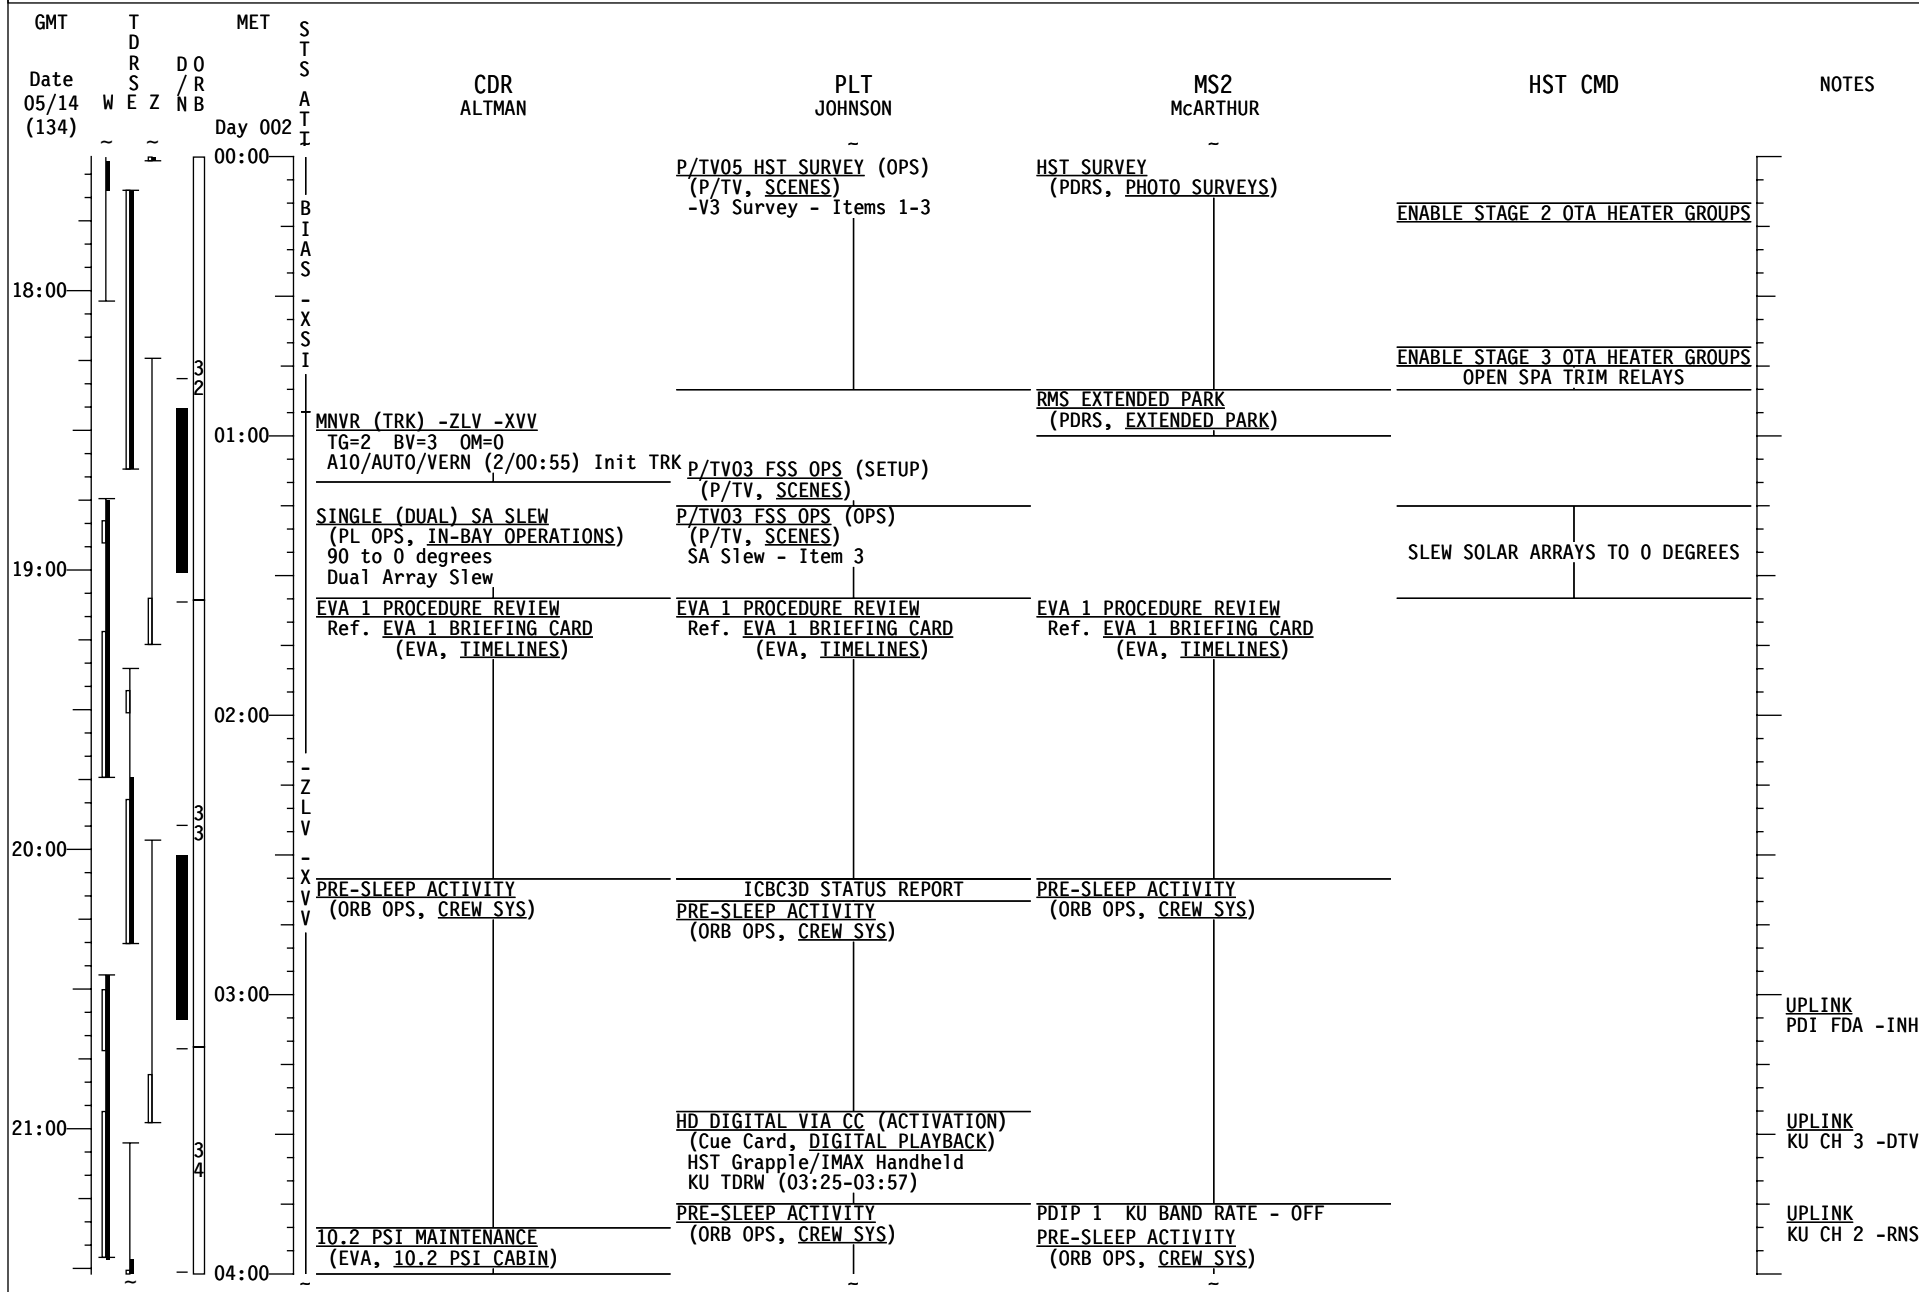 GMT
TDRS
MET
STS ATT
Date
05/14
(134)
W E Z
D/N
ORB
Day 002
CDR
ALTMAN
PLT
JOHNSON
MS2
McARTHUR
HST CMD
NOTES
~ ~ ~ ~
00:00
18:00
01:00
19:00
02:00
20:00
03:00
21:00
04:00
32
33
34
BIAS -XSI
-ZLV -XVV
MNVR (TRK) -ZLV -XVV
TG=2 BV=3 OM=0
A10/AUTO/VERN (2/00:55) Init TRK
SINGLE (DUAL) SA SLEW
(PL OPS, IN-BAY OPERATIONS)
90 to 0 degrees
Dual Array Slew
EVA 1 PROCEDURE REVIEW
Ref. EVA 1 BRIEFING CARD
(EVA, TIMELINES)
PRE-SLEEP ACTIVITY
(ORB OPS, CREW SYS)
10.2 PSI MAINTENANCE
(EVA, 10.2 PSI CABIN)
P/TV05 HST SURVEY (OPS)
(P/TV, SCENES)
-V3 Survey - Items 1-3
P/TV03 FSS OPS (SETUP)
(P/TV, SCENES)
P/TV03 FSS OPS (OPS)
(P/TV, SCENES)
SA Slew - Item 3
EVA 1 PROCEDURE REVIEW
Ref. EVA 1 BRIEFING CARD
(EVA, TIMELINES)
ICBC3D STATUS REPORT
PRE-SLEEP ACTIVITY
(ORB OPS, CREW SYS)
HD DIGITAL VIA CC (ACTIVATION)
(Cue Card, DIGITAL PLAYBACK)
HST Grapple/IMAX Handheld
KU TDRW (03:25-03:57)
PRE-SLEEP ACTIVITY
(ORB OPS, CREW SYS)
HST SURVEY
(PDRS, PHOTO SURVEYS)
RMS EXTENDED PARK
(PDRS, EXTENDED PARK)
EVA 1 PROCEDURE REVIEW
Ref. EVA 1 BRIEFING CARD
(EVA, TIMELINES)
PRE-SLEEP ACTIVITY
(ORB OPS, CREW SYS)
PDIP 1 KU BAND RATE - OFF
PRE-SLEEP ACTIVITY
(ORB OPS, CREW SYS)
ENABLE STAGE 2 OTA HEATER GROUPS
ENABLE STAGE 3 OTA HEATER GROUPS
OPEN SPA TRIM RELAYS
SLEW SOLAR ARRAYS TO 0 DEGREES
UPLINK
PDI FDA -INH
UPLINK
KU CH 3 -DTV
UPLINK
KU CH 2 -RNS
~ ~ ~ ~